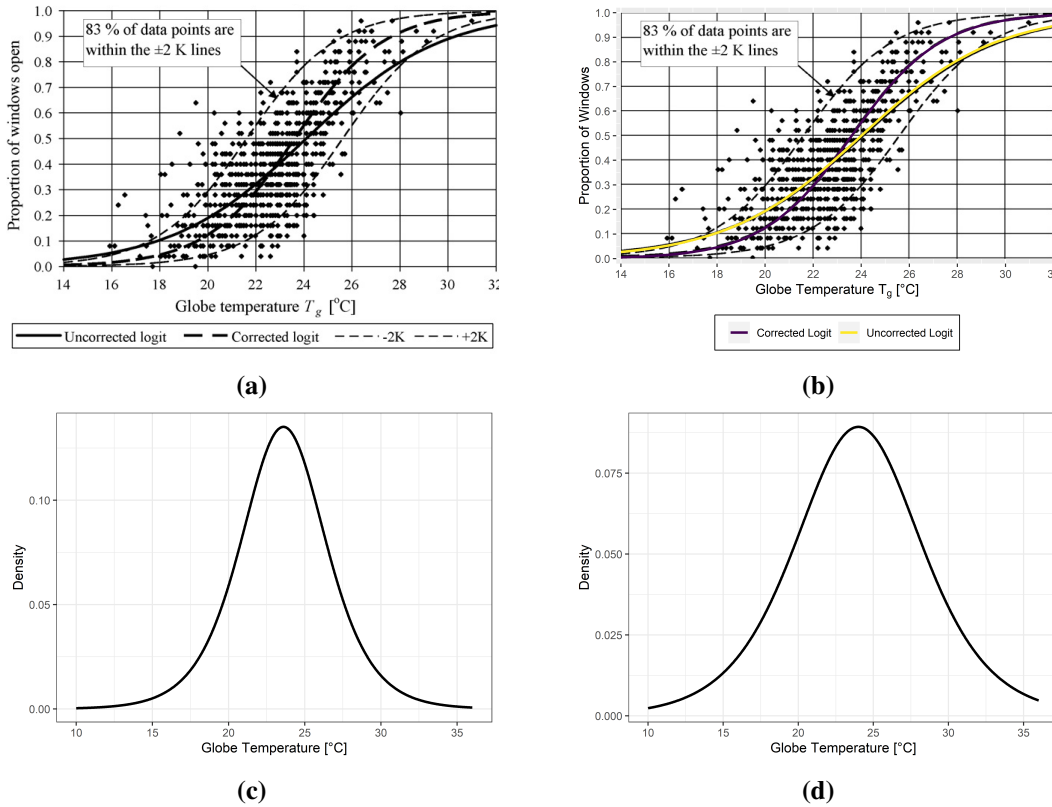 83 % of data points are
within the ±2 K lines
Proportion of windows open
1.0
0.9
0.8
0.7
0.6
0.5
0.4
0.3
0.2
0.1
0.0
14 16 18 20 22 24 26 28 30 32
Globe temperature T g [°C]
Uncorrected logit Corrected logit -2K +2K
(a)
83 % of data points are
within the ±2 K lines
Proportion of Windows
1.0
0.9
0.8
0.7
0.6
0.5
0.4
0.3
0.2
0.1
0.0
14 16 18 20 22 24 26 28 30 32
Globe Temperature T g [°C]
Corrected Logit Uncorrected Logit
(b)
Density
0.10
0.05
0.00
10 15 20 25 30 35
Globe Temperature [°C]
(c)
Density
0.075
0.050
0.025
0.000
10 15 20 25 30 35
Globe Temperature [°C]
(d)